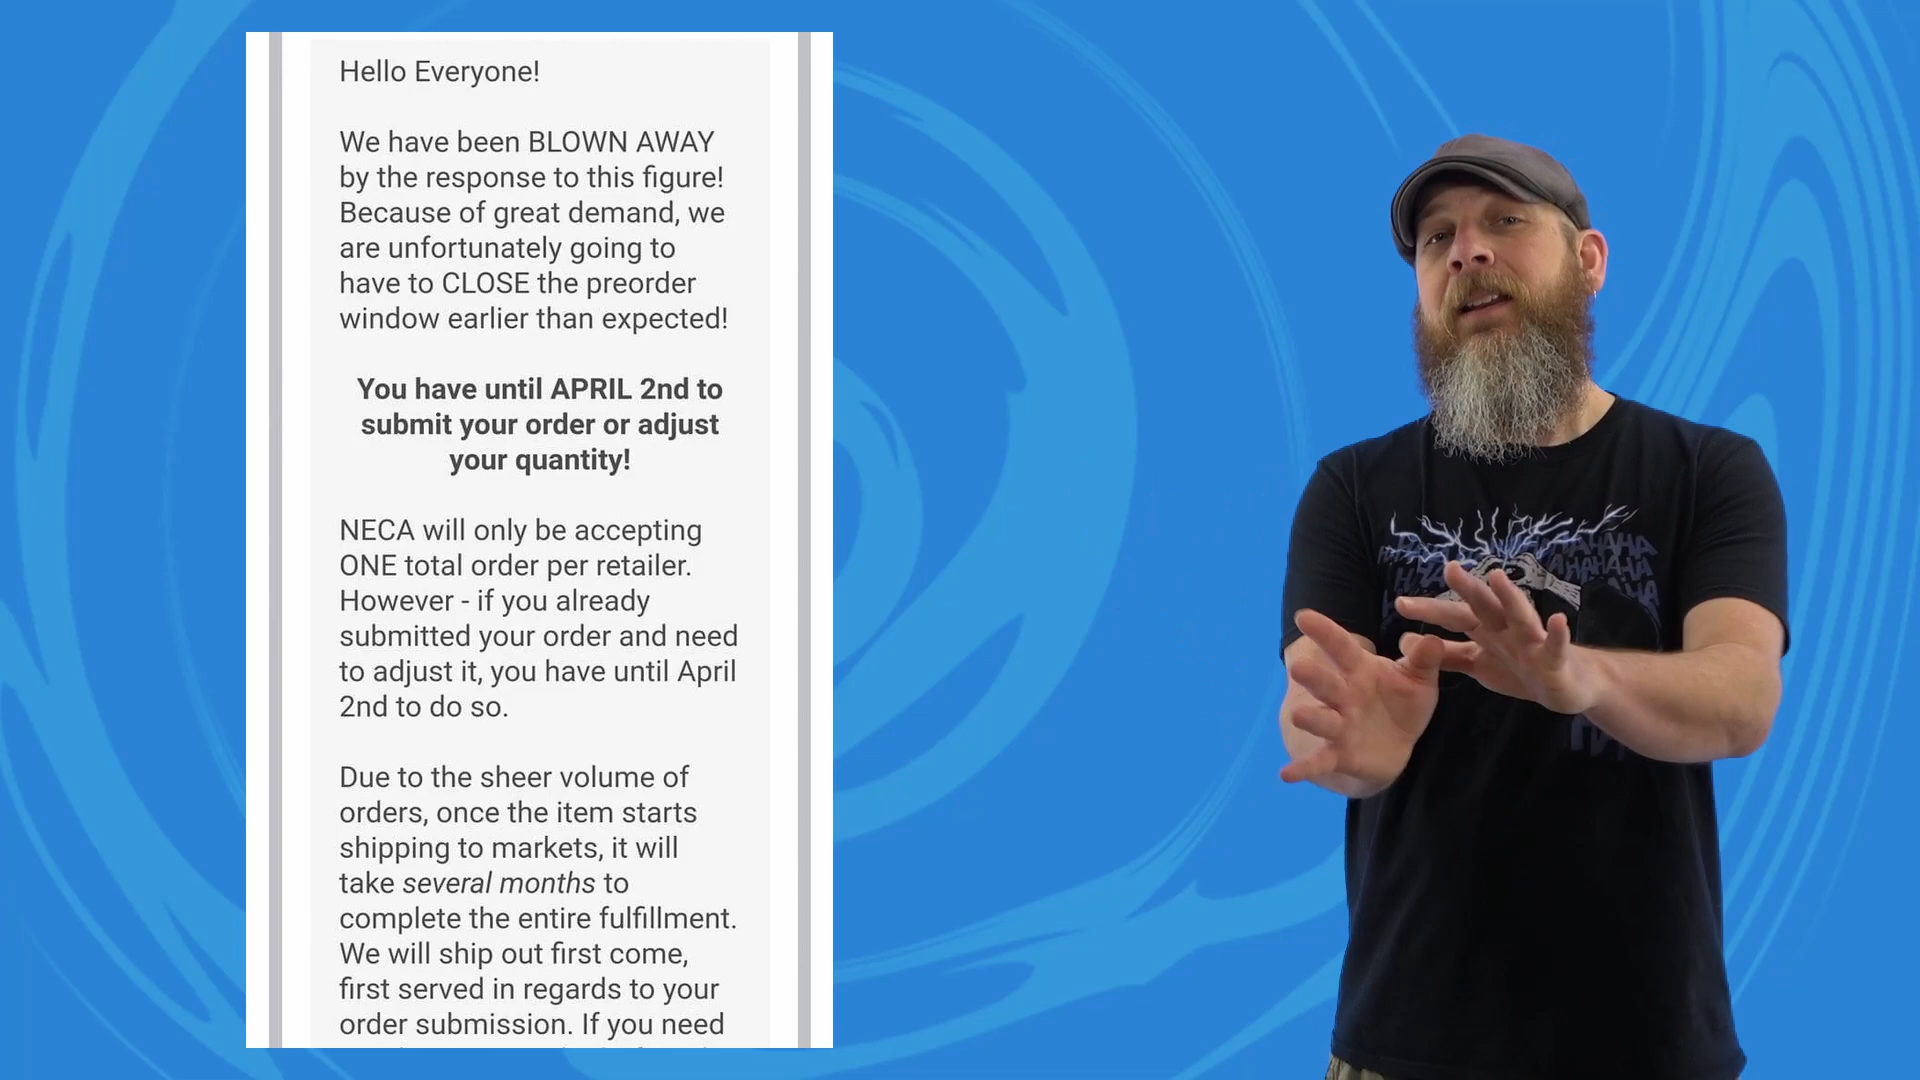 Hello Everyone!
We have been BLOWN AWAY
by the response to this figure!
Because of great demand, we
are unfortunately going to
have to CLOSE the preorder
window earlier than expected!
You have until APRIL 2nd to
submit your order or adjust
your quantity!
NECA will only be accepting
ONE total order per retailer.
However - if you already
submitted your order and need
to adjust it, you have until April
2nd to do so.
Due to the sheer volume of
orders, once the item starts
shipping to markets, it will
take several months to
complete the entire fulfillment.
We will ship out first come,
first served in regards to your
order submission. If you need